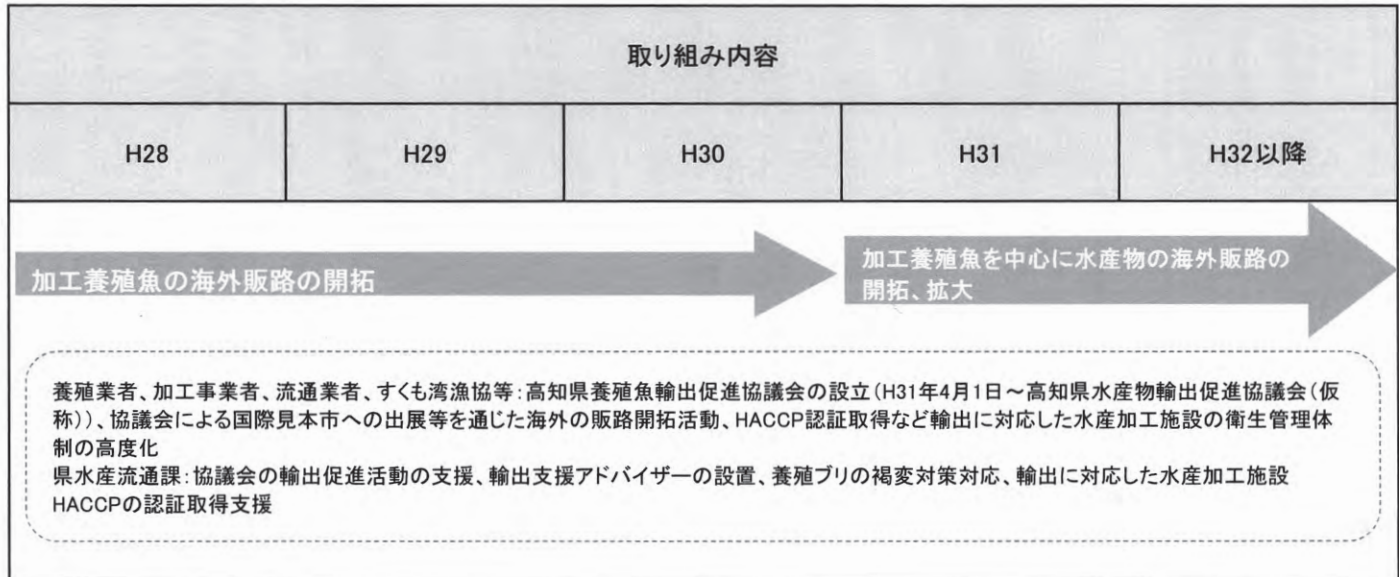 取り組み内容
H28
H29
H30
H31
H32以降
加工養殖魚の海外販路の開拓
加工養殖魚を中心に水産物の海外販路の
開拓、拡大
養殖業者、加工事業者、流通業者、すくも湾漁協等：高知県養殖魚輸出促進協議会の設立（H31年4月1日～高知県水産物輸出促進協議会（仮
称））、協議会による国際見本市への出展等を通じた海外の販路開拓活動、HACCP認証取得など輸出に対応した水産加工施設の衛生管理体
制の高度化
県水産流通課：協議会の輸出促進活動の支援、輸出支援アドバイザーの設置、養殖ブリの褐変対策対応、輸出に対応した水産加工施設
HACCPの認証取得支援